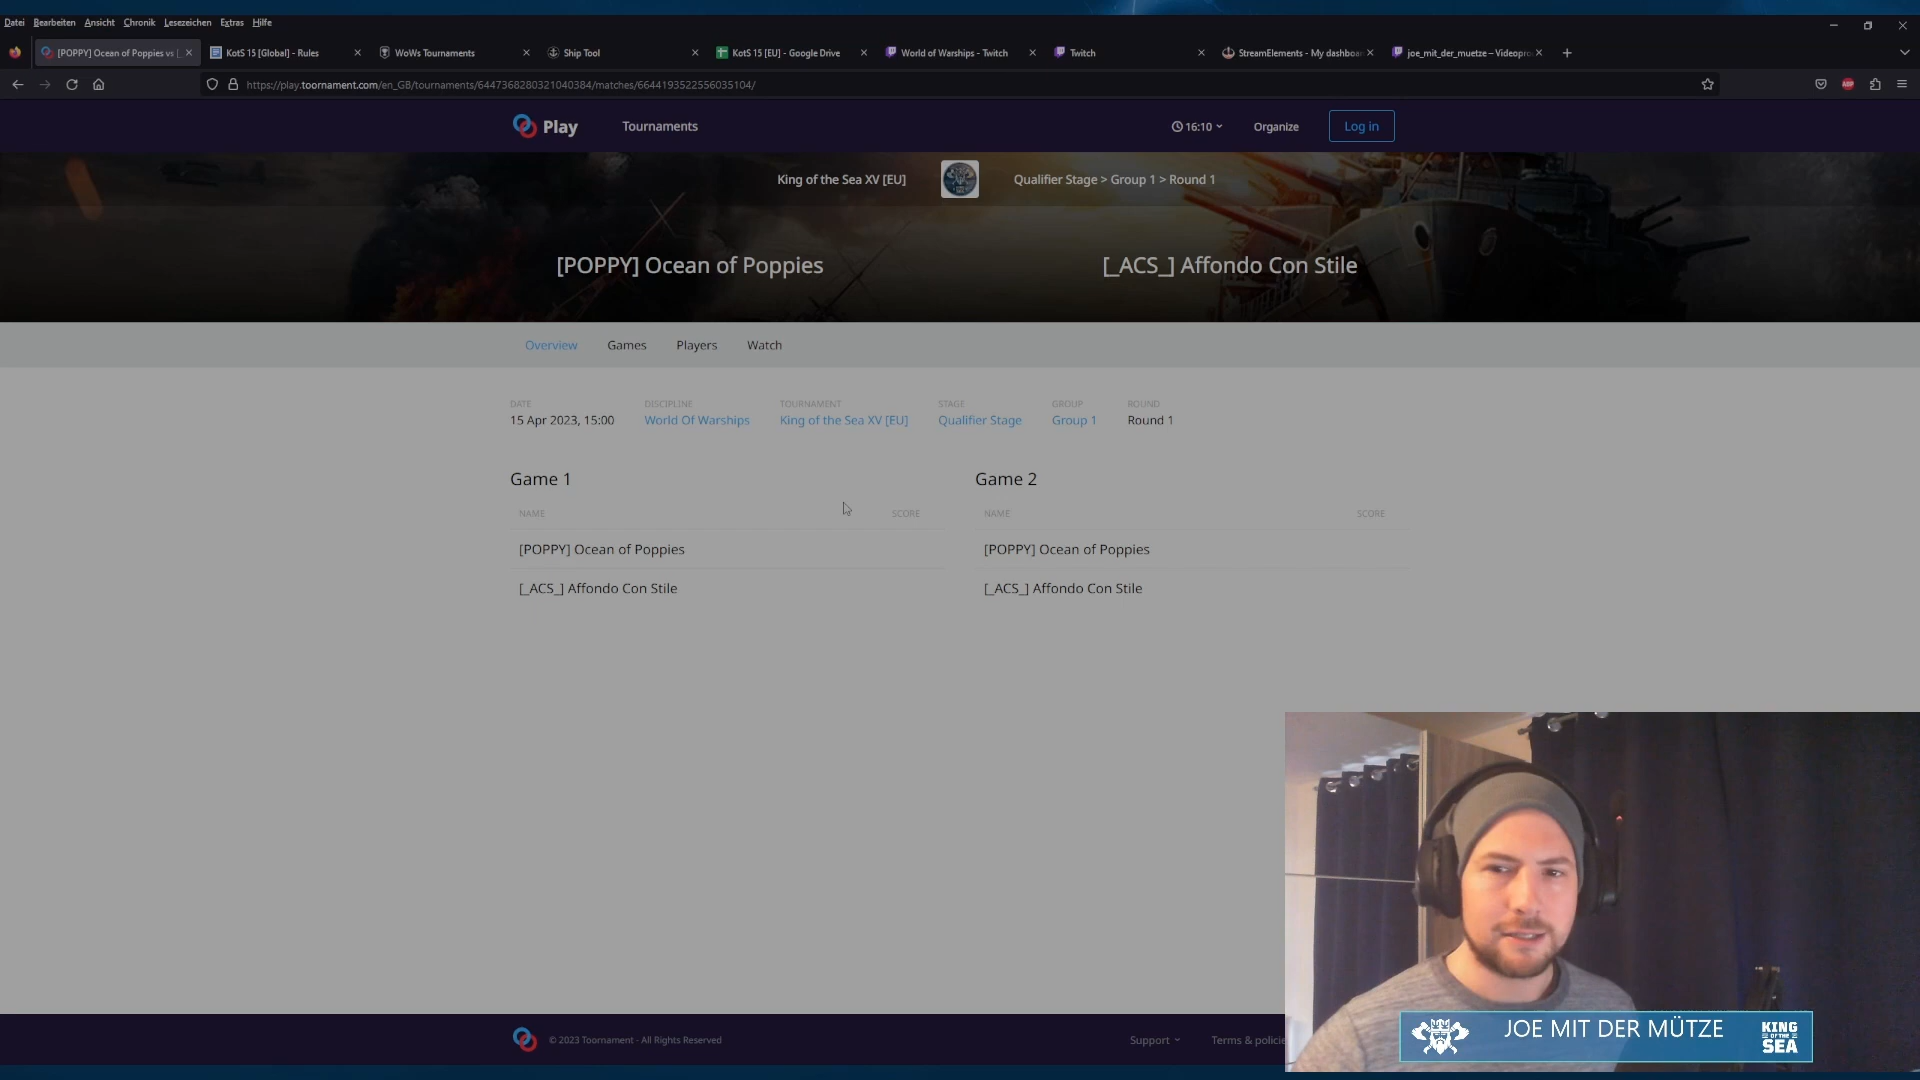 Datei Bearbeiten Ansicht Chronik Lesezeichen Extras Hilfe
[POPPY] Ocean of Poppies vs [_
KotS 15 [Global] - Rules
WoWs Tournaments
Ship Tool
KotS 15 [EU] - Google Drive
World of Warships - Twitch
Twitch
StreamElements - My dashboar
joe_mit_der_muetze – Videopro
https://play.toornament.com/en_GB/tournaments/6447368280321040384/matches/6644193522556035104/
ABP
Play Tournaments 16:10 Organize Log in
King of the Sea XV [EU] Qualifier Stage > Group 1 > Round 1
[POPPY] Ocean of Poppies [_ACS_] Affondo Con Stile
Overview Games Players Watch
DATE DISCIPLINE TOURNAMENT STAGE GROUP ROUND
15 Apr 2023, 15:00 World Of Warships King of the Sea XV [EU] Qualifier Stage Group 1 Round 1
Game 1 Game 2
NAME SCORE NAME SCORE
[POPPY] Ocean of Poppies [POPPY] Ocean of Poppies
[_ACS_] Affondo Con Stile [_ACS_] Affondo Con Stile
© 2023 Toornament - All Rights Reserved Support Terms & policie
JOE MIT DER MÜTZE
KING
OF THE
SEA